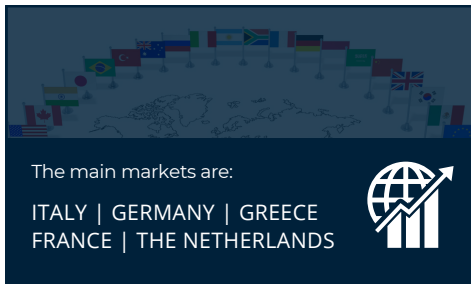 The main markets are:
ITALY | GERMANY | GREECE
FRANCE | THE NETHERLANDS